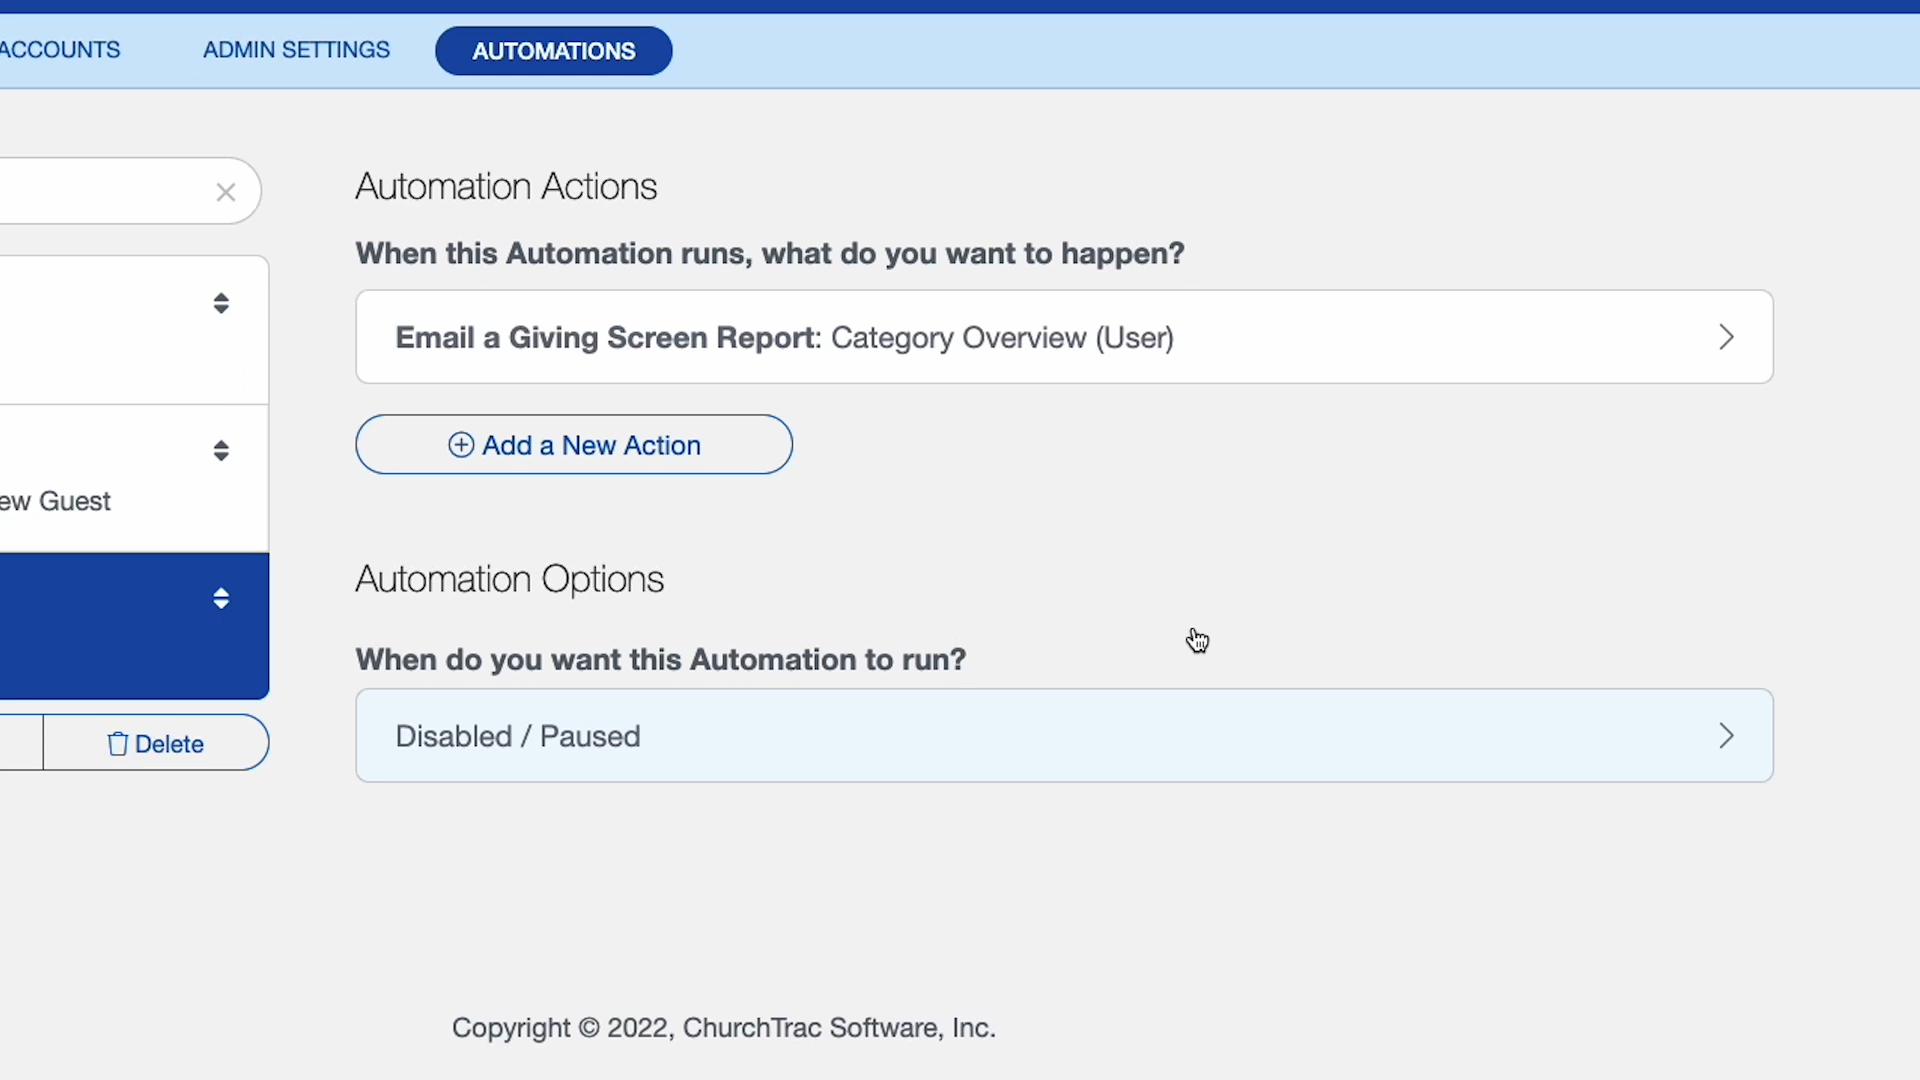 ACCOUNTS
ADMIN SETTINGS
AUTOMATIONS
Automation Actions
When this Automation runs, what do you want to happen?
Email a Giving Screen Report: Category Overview (User)
Add a New Action
ew Guest
Automation Options
When do you want this Automation to run?
Disabled / Paused
Delete
Copyright © 2022, ChurchTrac Software, Inc.